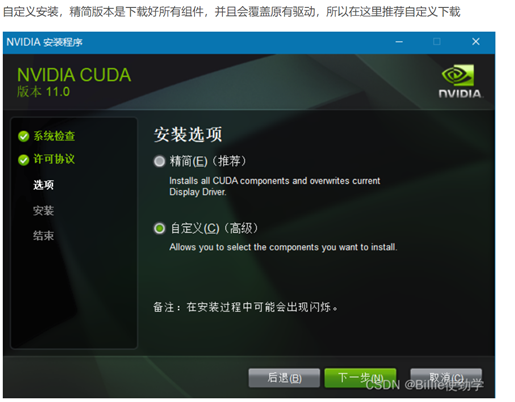 自定义安装，精简版本是下载好所有组件，并且会覆盖原有驱动，所以在这里推荐自定义下载
NVIDIA 安装程序
NVIDIA CUDA
版本 11.0
NVIDIA.
系统检查
许可协议
选项
安装
结束
安装选项
精简(E)（推荐）
Installs all CUDA components and overwrites current
Display Driver.
自定义(C)（高级）
Allows you to select the components you want to install.
备注：在安装过程中可能会出现闪烁。
后退(B)
下一步(N)
取消(C)
CSDN @Billie使劲学